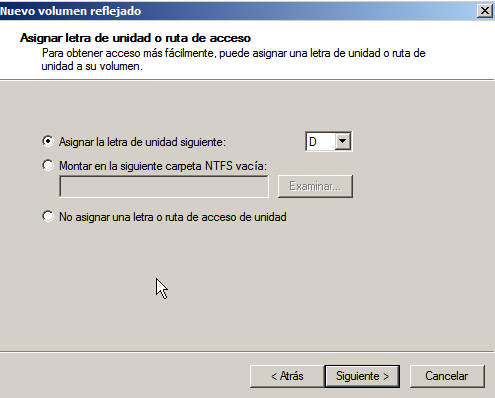 Nuevo volumen reflejado
Asignar letra de unidad o ruta de acceso
Para obtener acceso más fácilmente, puede asignar una letra de unidad o ruta de
unidad a su volumen.
Asignar la letra de unidad siguiente:
D
Montar en la siguiente carpeta NTFS vacía:
Examinar...
No asignar una letra o ruta de acceso de unidad
< Atrás
Siguiente >
Cancelar